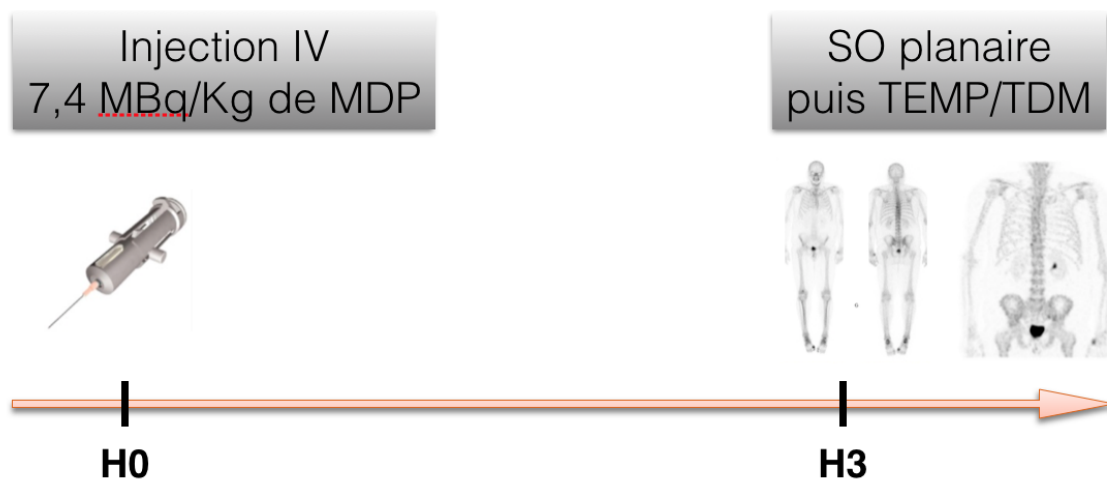 Injection IV
7,4 MBq/Kg de MDP
SO planaire
puis TEMP/TDM
H0
H3